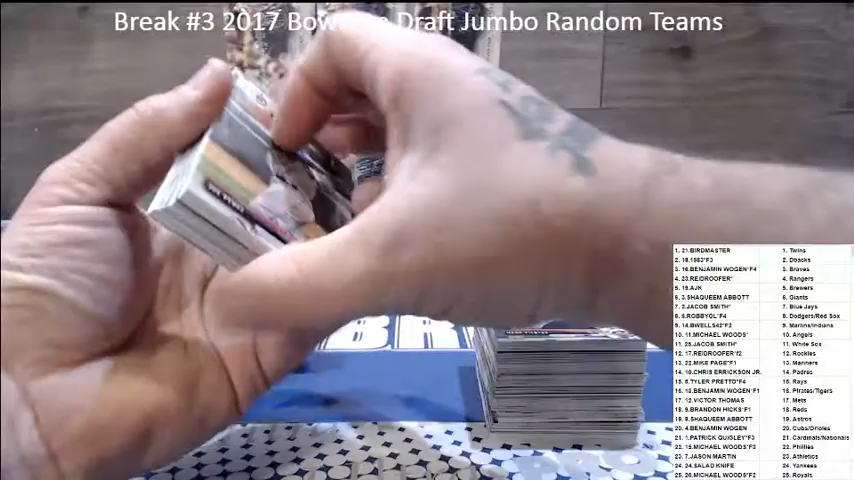 Break #3 2017 Bowman Draft Jumbo Random Teams
1. 21.BIRDMASTER 1. Twins
2. 18.1983*F3 2. Dbacks
3. 16.BENJAMIN WOGEN*F4 3. Braves
4. 23.REIDROOFER* 4. Rangers
5. 19.AJK 5. Brewers
6. 3.SHAQUEEM ABBOTT 6. Giants
7. 2.JACOB SMITH* 7. Blue Jays
8. 6.ROBBYOL*F4 8. Dodgers/Red Sox
9. 14.BWELLS42*F2 9. Marlins/Indians
10. 11.MICHAEL WOODS* 10. Angels
11. 25.JACOB SMITH* 11. White Sox
12. 17.REIDROOFER*f2 12. Rockies
13. 22.MIKE PAGE*F1 13. Mariners
14. 10.CHRIS ERRICKSON JR. 14. Padres
15. 5.TYLER PRETTO*F4 15. Rays
16. 13.BENJAMIN WOGEN*F1 16. Pirates/Tigers
17. 12.VICTOR THOMAS 17. Mets
18. 9.BRANDON HICKS*F1 18. Reds
19. 8.SHAQUEEM ABBOTT*F2 19. Astros
20. 4.BENJAMIN WOGEN 20. Cubs/Orioles
21. 1.PATRICK QUIGLEY*F3 21. Cardinals/Nationals
22. 15.MICHAEL WOODS*F3 22. Phillies
23. 7.JASON MARTIN 23. Athletics
24. 24.SALAD KNIFE 24. Yankees
25. 20.MICHAEL WOODS*F2 25. Royals